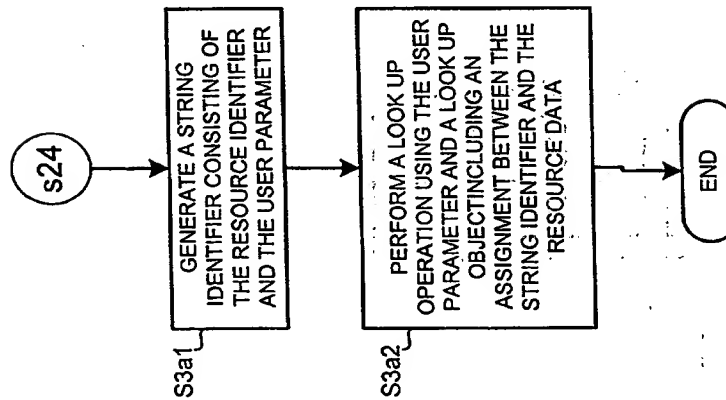 s24
S3a1
GENERATE A STRING
IDENTIFIER CONSISTING OF
THE RESOURCE IDENTIFIER
AND THE USER PARAMETER
S3a2
PERFORM A LOOK UP
OPERATION USING THE USER
PARAMETER AND A LOOK UP
OBJECTINCLUDING AN
ASSIGNMENT BETWEEN THE
STRING IDENTIFIER AND THE
RESOURCE DATA
END